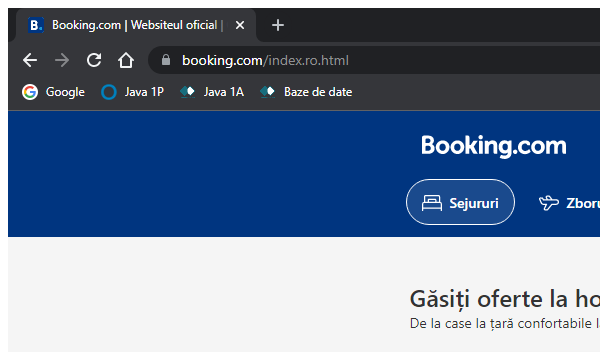 Booking.com | Websiteul oficial |
booking.com/index.ro.html
Google Java 1P Java 1A Baze de date
Booking.com
Sejururi Zboru
Găsiți oferte la ho
De la case la țară confortabile l